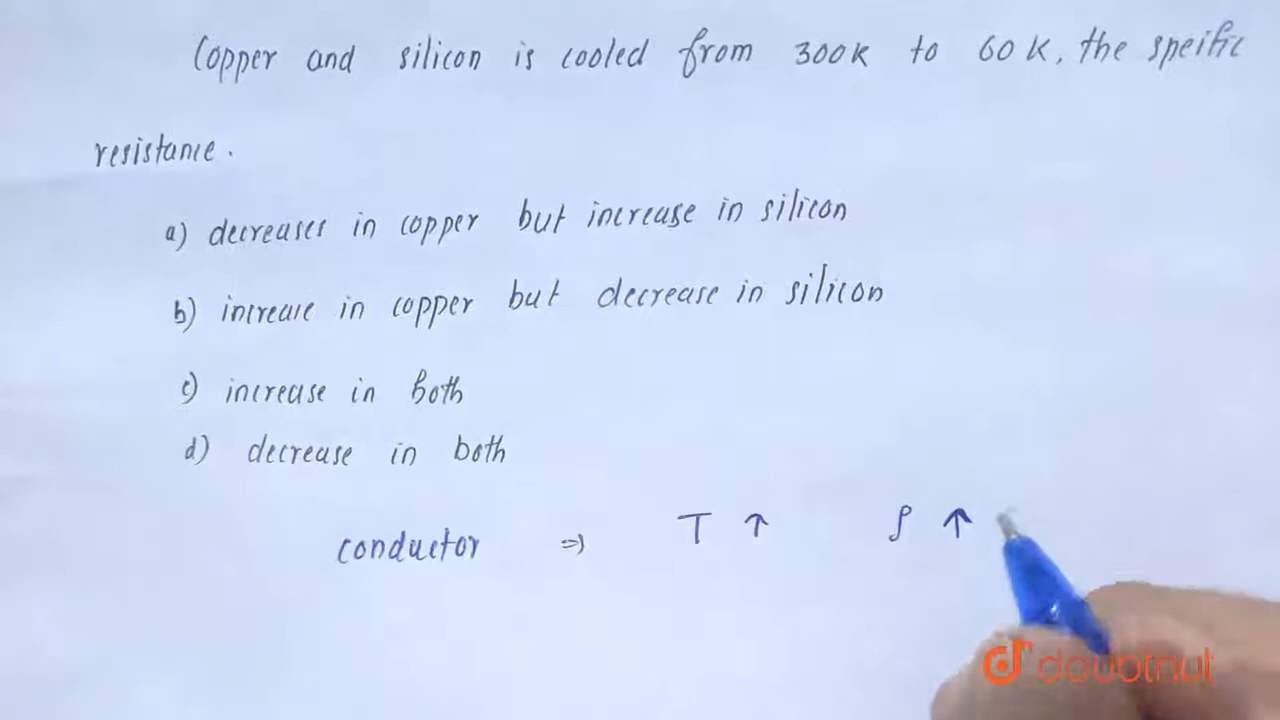 Copper and silicon is cooled from 300K to 60K, the speific
resistance.
a) decreases in copper but increase in silicon
b) increase in copper but decrease in silicon
c) increase in both
d) decrease in both
conductor ⇒ T ↑ ρ ↑
doubtnut